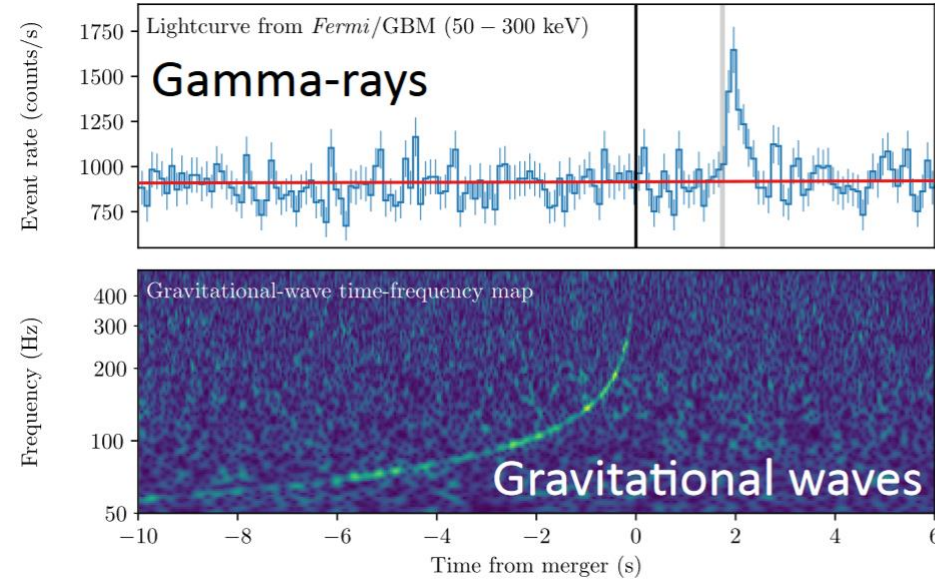 Lightcurve from Fermi/GBM (50 − 300 keV)
Gamma-rays
Event rate (counts/s)
1750
1500
1250
1000
750
Gravitational-wave time-frequency map
Gravitational waves
Frequency (Hz)
400
300
200
100
50
−10 −8 −6 −4 −2 0 2 4 6
Time from merger (s)